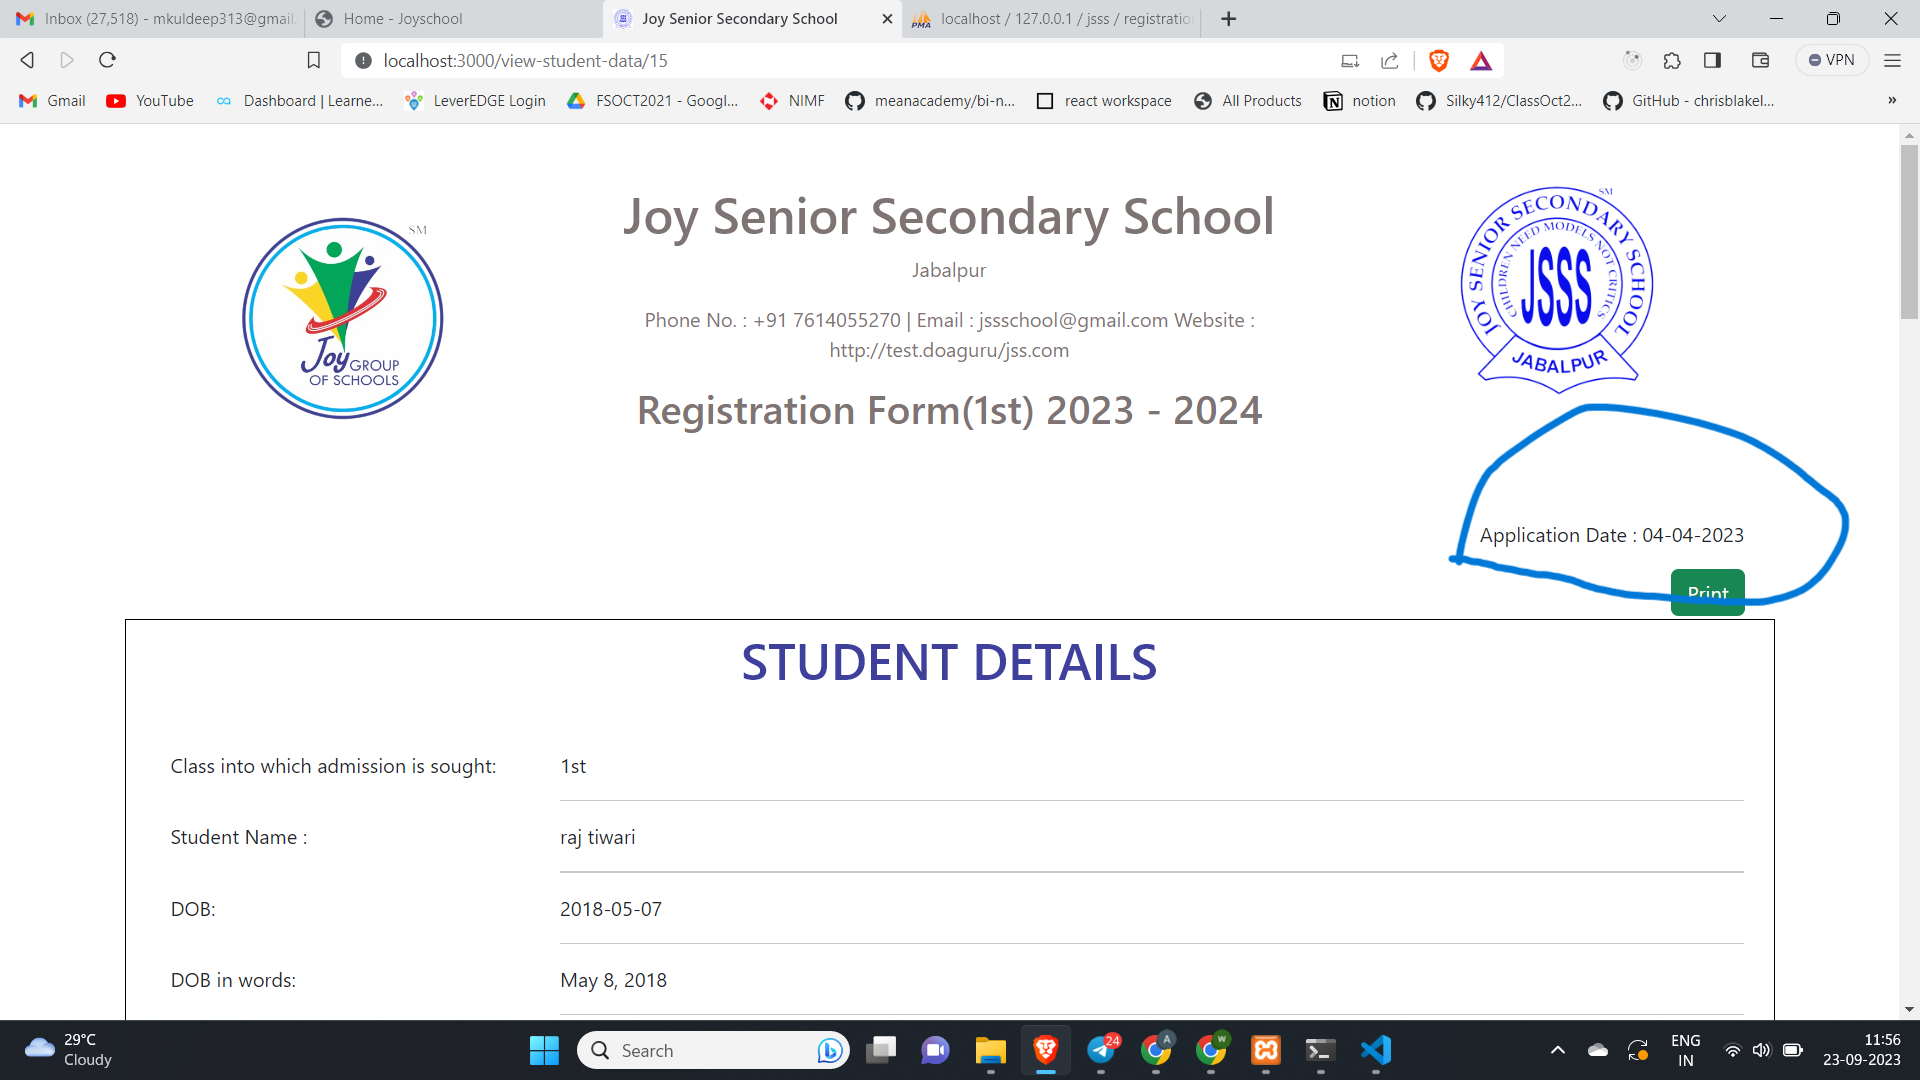 Inbox (27,518) - mkuldeep313@gmail.
Home - Joyschool
Joy Senior Secondary School
PMA
localhost / 127.0.0.1 / jsss / registratio
localhost:3000/view-student-data/15
VPN
Gmail
YouTube
Dashboard | Learne...
LeverEDGE Login
FSOCT2021 - Googl...
NIMF
meanacademy/bi-n...
react workspace
All Products
notion
Silky412/ClassOct2...
GitHub - chrisblakel...
»
SM
Joy GROUP
OF SCHOOLS
Joy Senior Secondary School
Jabalpur
Phone No. : +91 7614055270 | Email : jssschool@gmail.com Website :
http://test.doaguru/jss.com
Registration Form(1st) 2023 - 2024
SM
JOY SENIOR SECONDARY SCHOOL
CHILDREN NEED MODELS NOT CRITICS
JSSS
JABALPUR
Application Date : 04-04-2023
Print
STUDENT DETAILS
Class into which admission is sought: 1st
Student Name : raj tiwari
DOB: 2018-05-07
DOB in words: May 8, 2018
29°C
Cloudy
Search
24
A
W
ENG
IN
11:56
23-09-2023